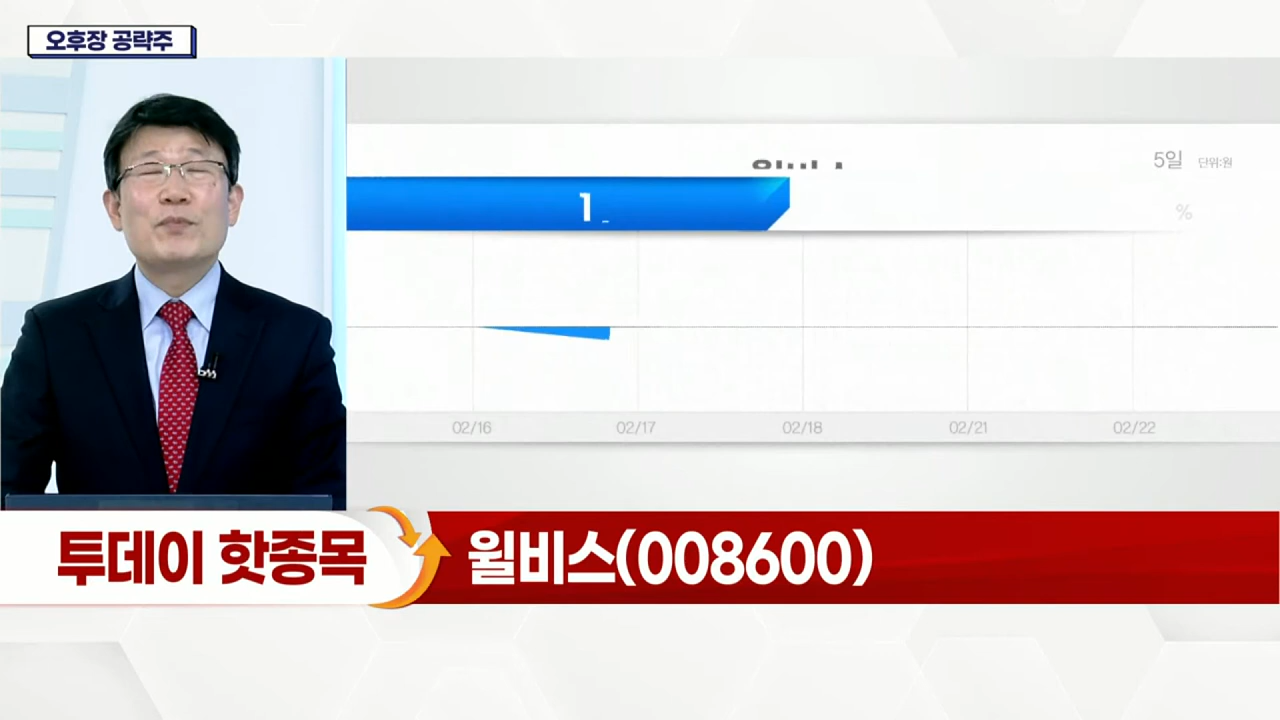 오후장 공략주
5일 단위:원
1
%
02/16 02/17 02/18 02/21 02/22
투데이 핫종목 윌비스(008600)